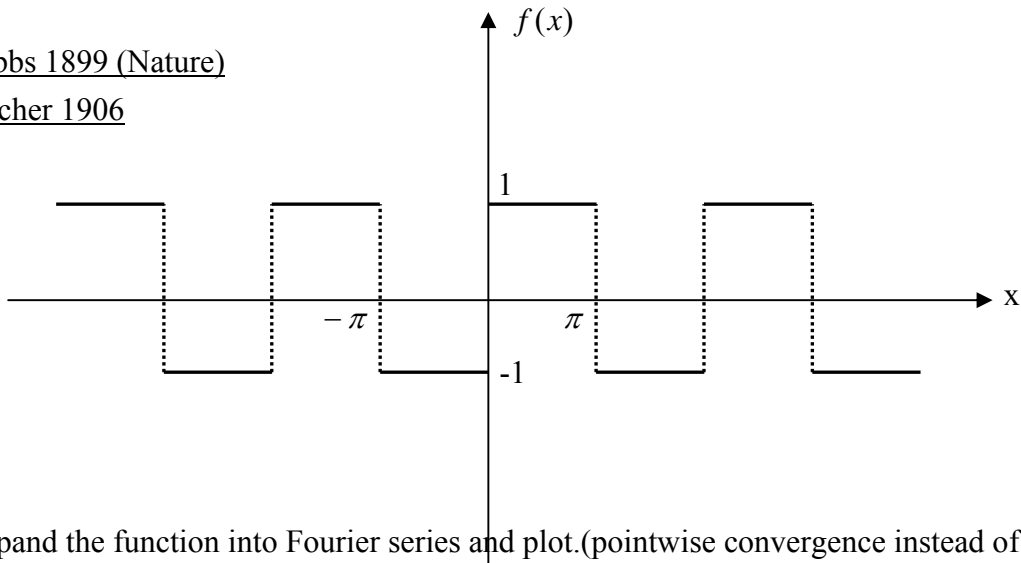 f(x)
bbs 1899 (Nature)
cher 1906
1
x
−π
π
-1
pand the function into Fourier series and plot.(pointwise convergence instead of